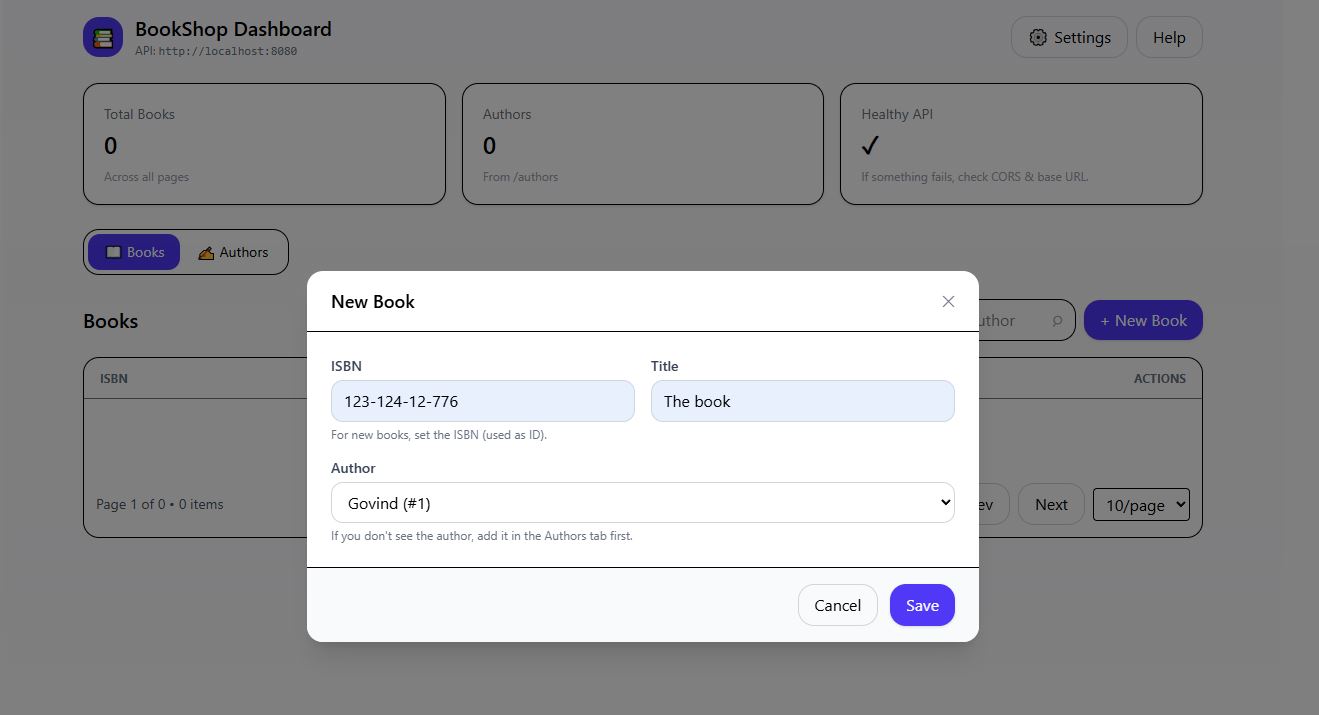 BookShop Dashboard
API: http://localhost:8080
Settings
Help
Total Books
0
Across all pages
Authors
0
From /authors
Healthy API
✓
If something fails, check CORS & base URL.
Books
Authors
Books
+ New Book
ISBN
ACTIONS
New Book
ISBN
Title
123-124-12-776
The book
For new books, set the ISBN (used as ID).
Author
Govind (#1)
If you don't see the author, add it in the Authors tab first.
Cancel
Save
Page 1 of 0 • 0 items
Next
10/page